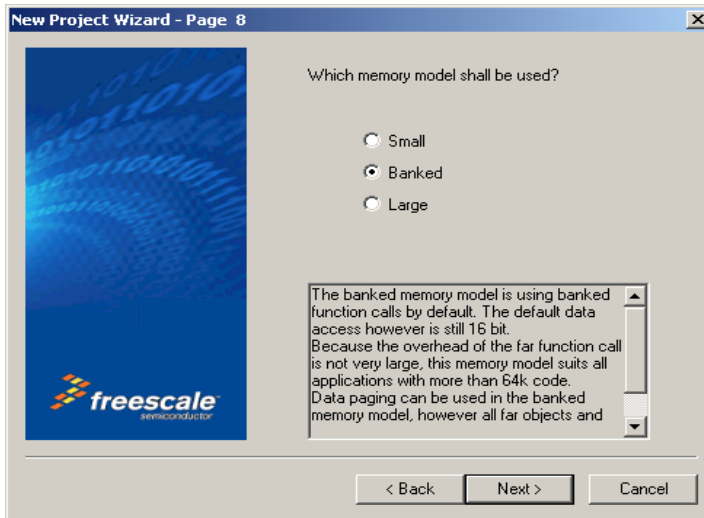 New Project Wizard - Page 8
Which memory model shall be used?
Small
Banked
Large
The banked memory model is using banked
function calls by default. The default data
access however is still 16 bit.
Because the overhead of the far function call
is not very large, this memory model suits all
applications with more than 64k code.
Data paging can be used in the banked
memory model, however all far objects and
freescale
semiconductor
< Back
Next >
Cancel